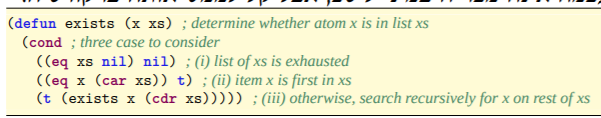 (defun exists (x xs) ; determine whether atom x is in list xs
(cond ; three case to consider
((eq xs nil) nil) ; (i) list of xs is exhausted
((eq x (car xs)) t) ; (ii) item x is first in xs
(t (exists x (cdr xs))))) ; (iii) otherwise, search recursively for x on rest of xs